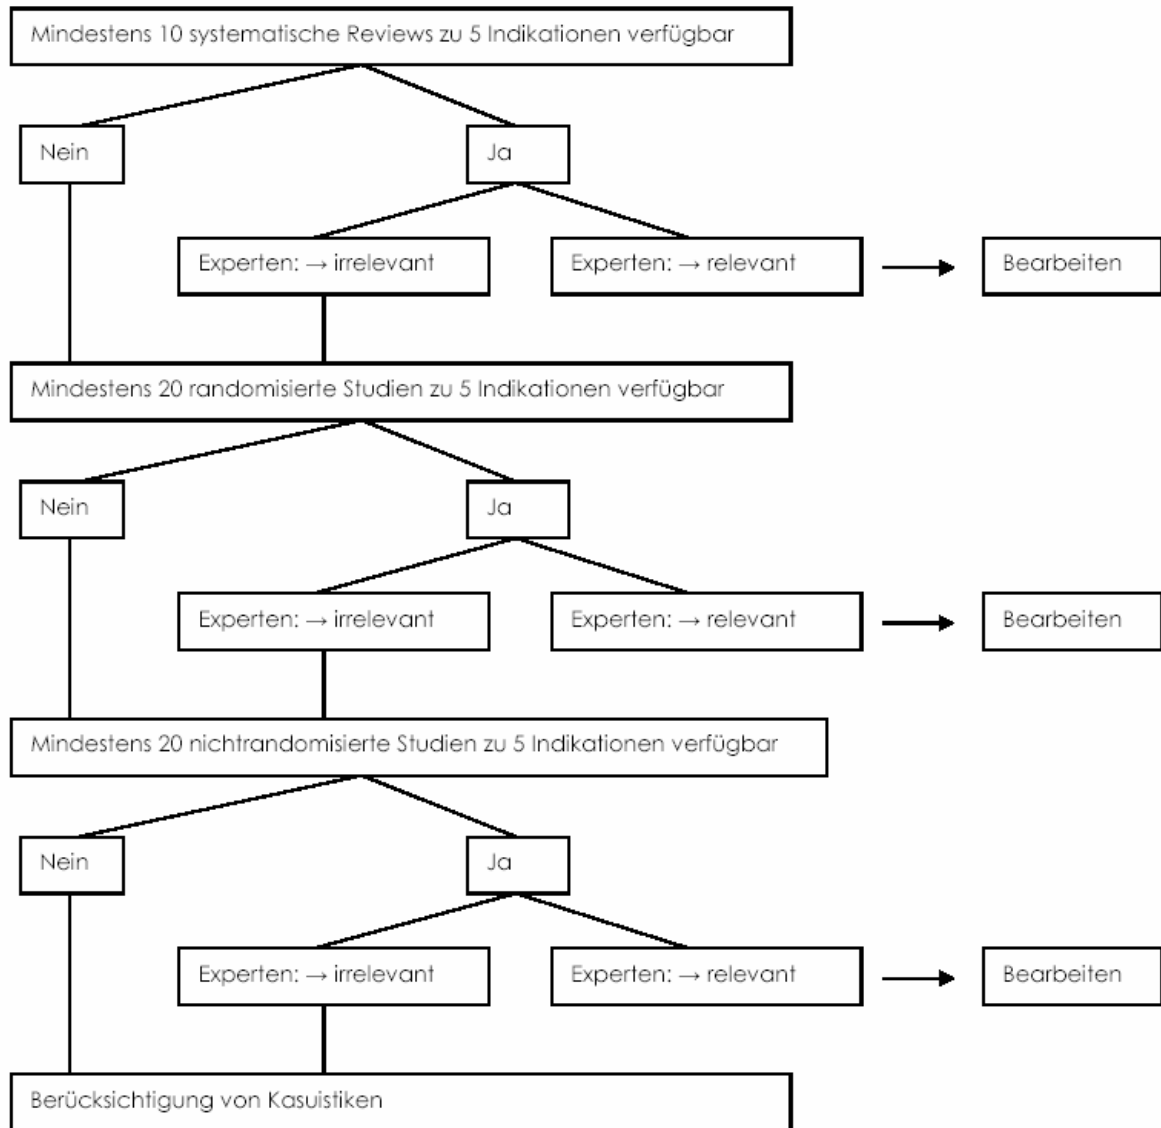 Mindestens 10 systematische Reviews zu 5 Indikationen verfügbar
Nein
Ja
Experten: → irrelevant
Experten: → relevant
Bearbeiten
Mindestens 20 randomisierte Studien zu 5 Indikationen verfügbar
Nein
Ja
Experten: → irrelevant
Experten: → relevant
Bearbeiten
Mindestens 20 nichtrandomisierte Studien zu 5 Indikationen verfügbar
Nein
Ja
Experten: → irrelevant
Experten: → relevant
Bearbeiten
Berücksichtigung von Kasuistiken